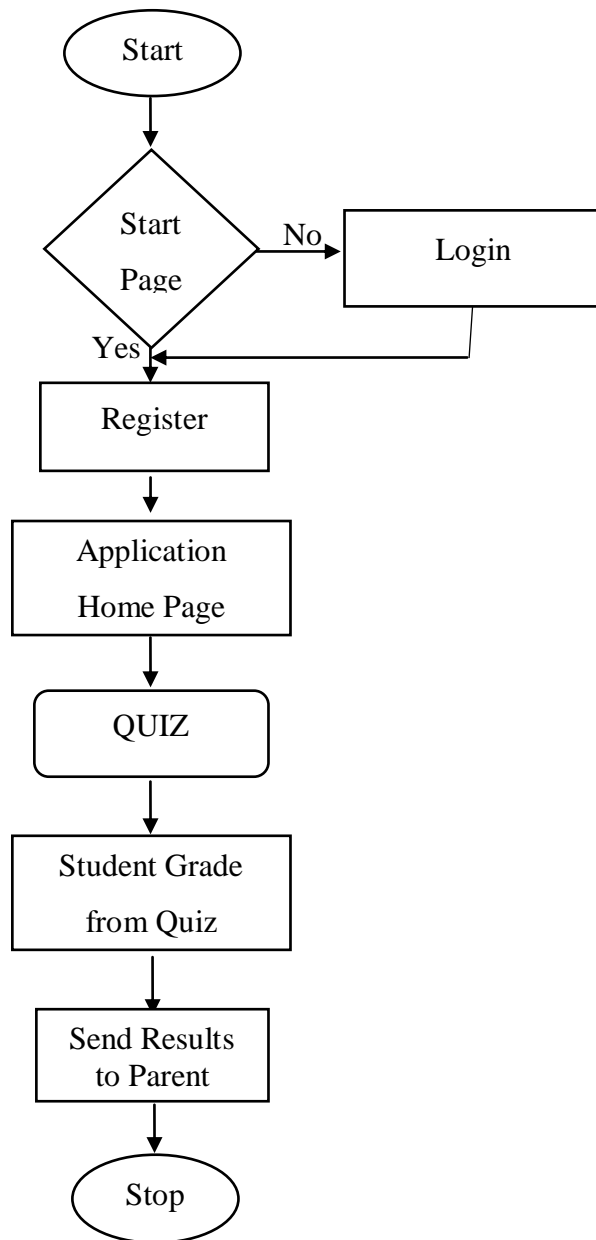 Start
Start
Page
No
Login
Yes
Register
Application
Home Page
QUIZ
Student Grade
from Quiz
Send Results
to Parent
Stop